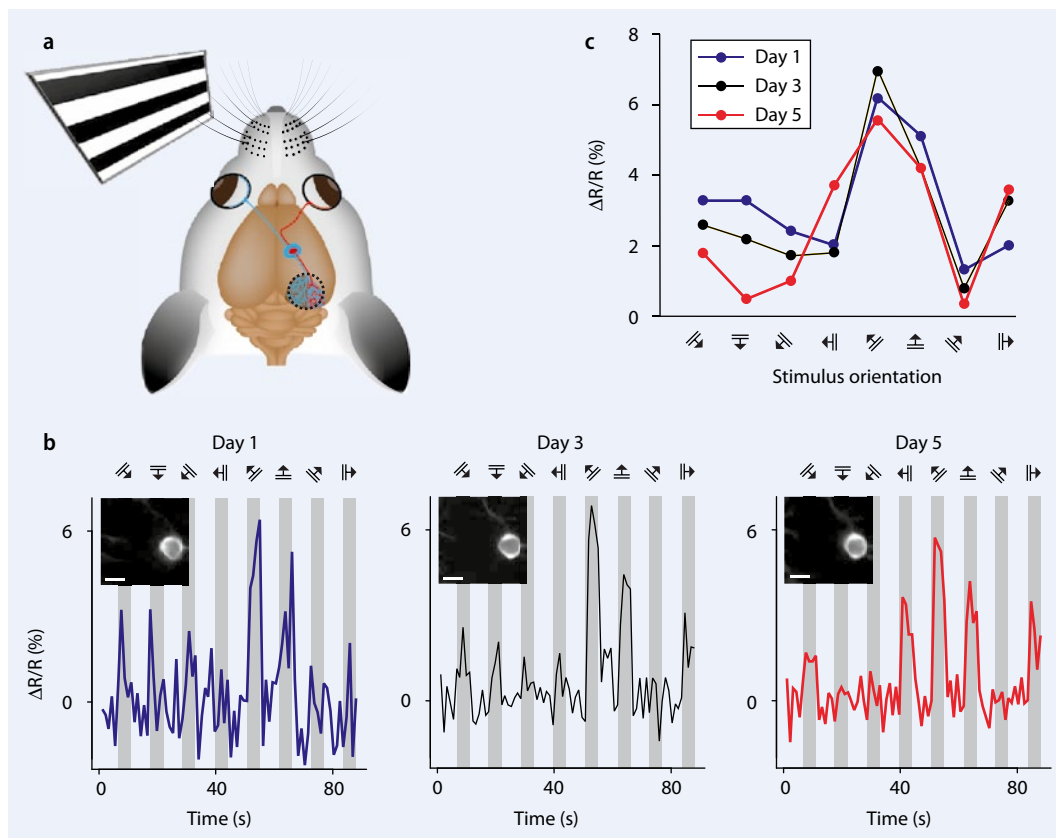 a
c
8
6
4
2
0
ΔR/R (%)
Day 1
Day 3
Day 5
Stimulus orientation
b
Day 1
Day 3
Day 5
6
0
ΔR/R (%)
0 40 80
Time (s)
6
0
0 40 80
Time (s)
6
0
0 40 80
Time (s)